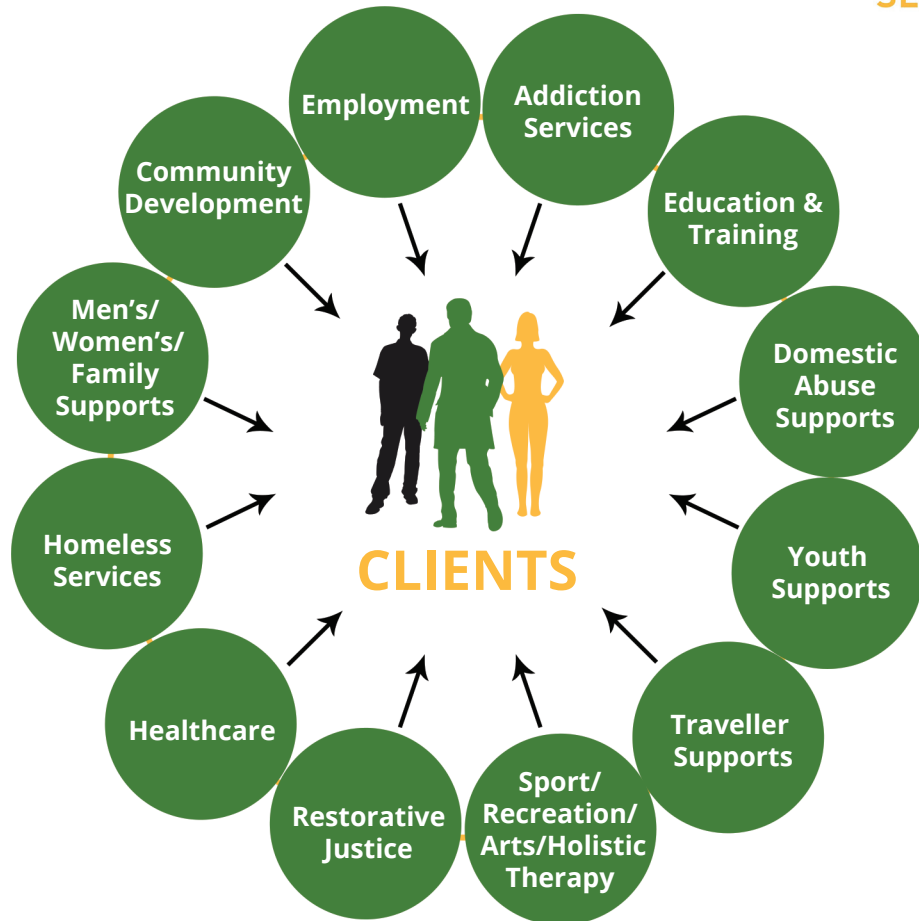 SE
Employment
Addiction
Services
Community
Development
Education &
Training
Men's/
Women's/
Family
Supports
Domestic
Abuse
Supports
Homeless
Services
CLIENTS
Youth
Supports
Healthcare
Traveller
Supports
Restorative
Justice
Sport/
Recreation/
Arts/Holistic
Therapy